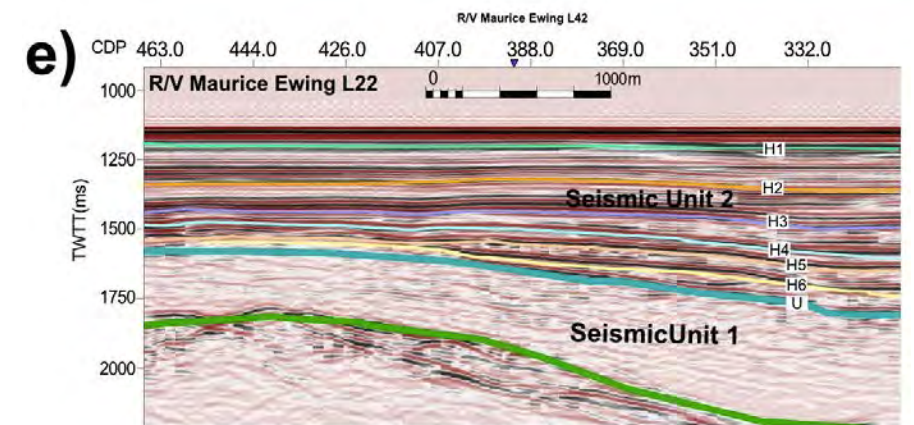 R/V Maurice Ewing L42
e)
CDP 463.0 444.0 426.0 407.0 388.0 369.0 351.0 332.0
R/V Maurice Ewing L22
0 1000m
1000
1250
1500
1750
2000
TWTT(ms)
H1
H2
Seismic Unit 2
H3
H4
H5
H6
U
SeismicUnit 1